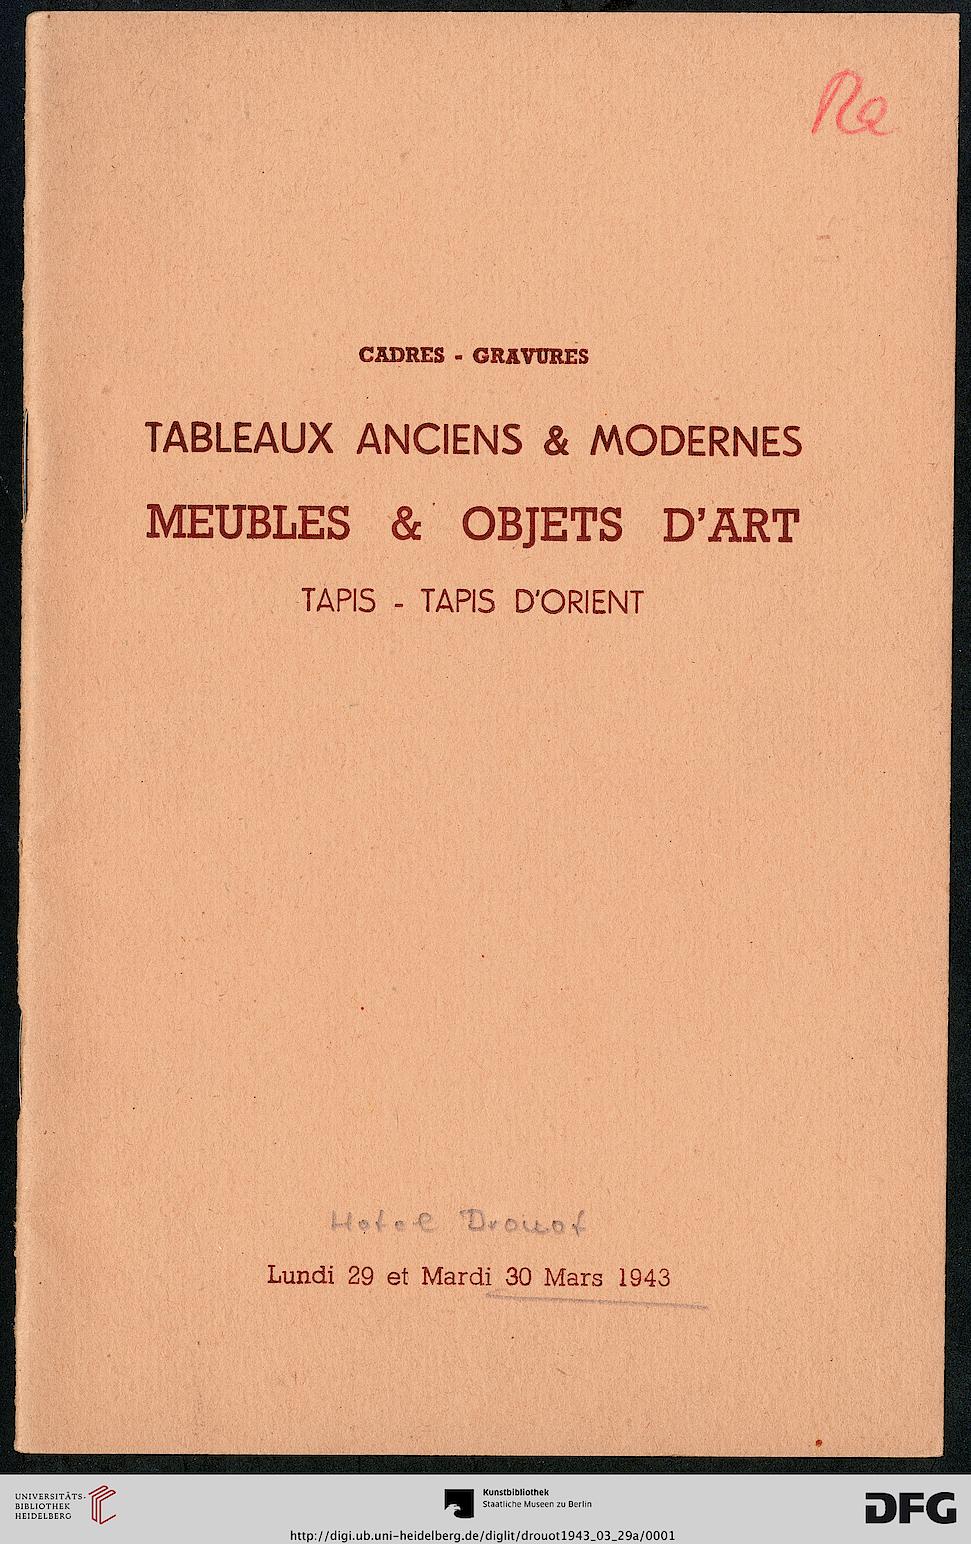 Ra
CADRES - GRAVURES
TABLEAUX ANCIENS & MODERNES
MEUBLES & OBJETS D'ART
TAPIS - TAPIS D'ORIENT
Hotel Drouot
Lundi 29 et Mardi 30 Mars 1943
UNIVERSITÄTS-
BIBLIOTHEK
HEIDELBERG
Kunstbibliothek
Staatliche Museen zu Berlin
DFG
http://digi.ub.uni-heidelberg.de/diglit/drouot1943_03_29a/0001